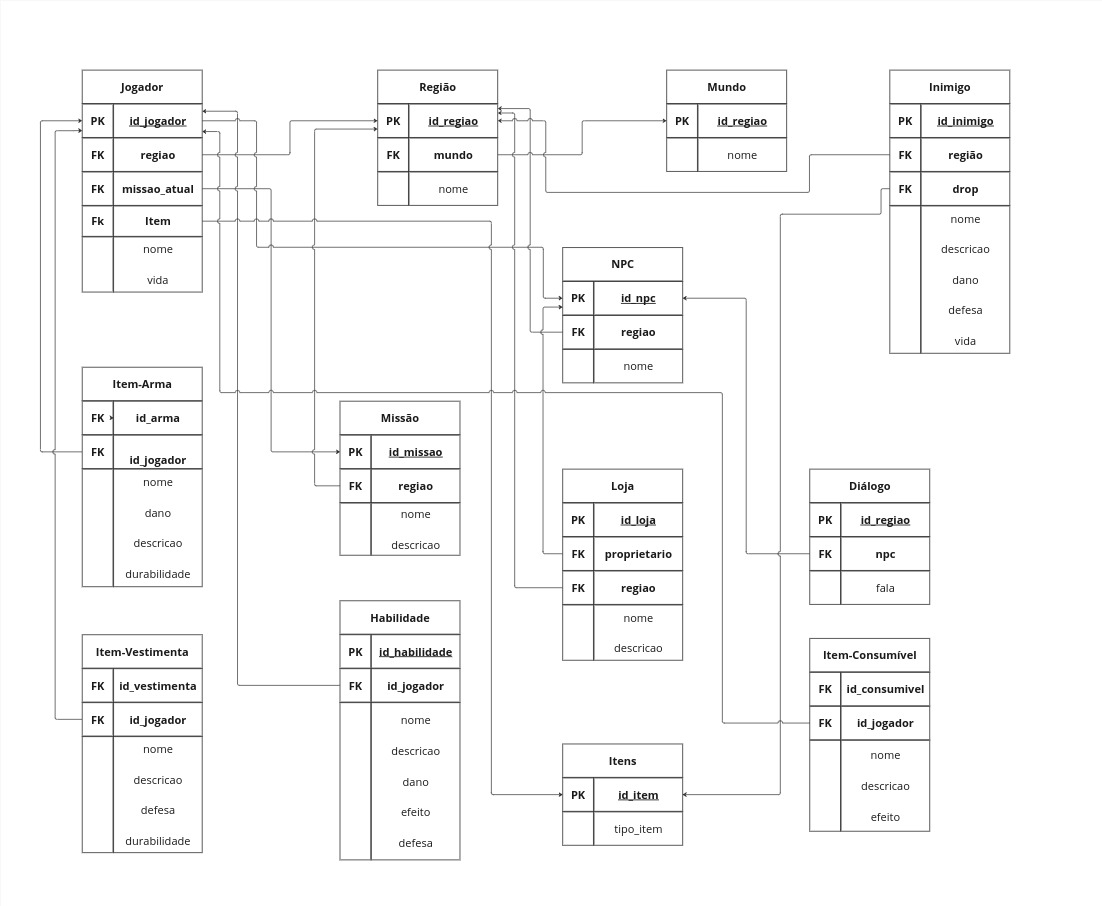 Jogador
PK id_jogador
FK regiao
FK missao_atual
Fk Item
nome
vida
Região
PK id_regiao
FK mundo
nome
Mundo
PK id_regiao
nome
Inimigo
PK id_inimigo
FK região
FK drop
nome
descricao
dano
defesa
vida
NPC
PK id_npc
FK regiao
nome
Item-Arma
FK id_arma
FK id_jogador
nome
dano
descricao
durabilidade
Missão
PK id_missao
FK regiao
nome
descricao
Loja
PK id_loja
FK proprietario
FK regiao
nome
descricao
Diálogo
PK id_regiao
FK npc
fala
Item-Vestimenta
FK id_vestimenta
FK id_jogador
nome
descricao
defesa
durabilidade
Habilidade
PK id_habilidade
FK id_jogador
nome
descricao
dano
efeito
defesa
Itens
PK id_item
tipo_item
Item-Consumível
FK id_consumivel
FK id_jogador
nome
descricao
efeito